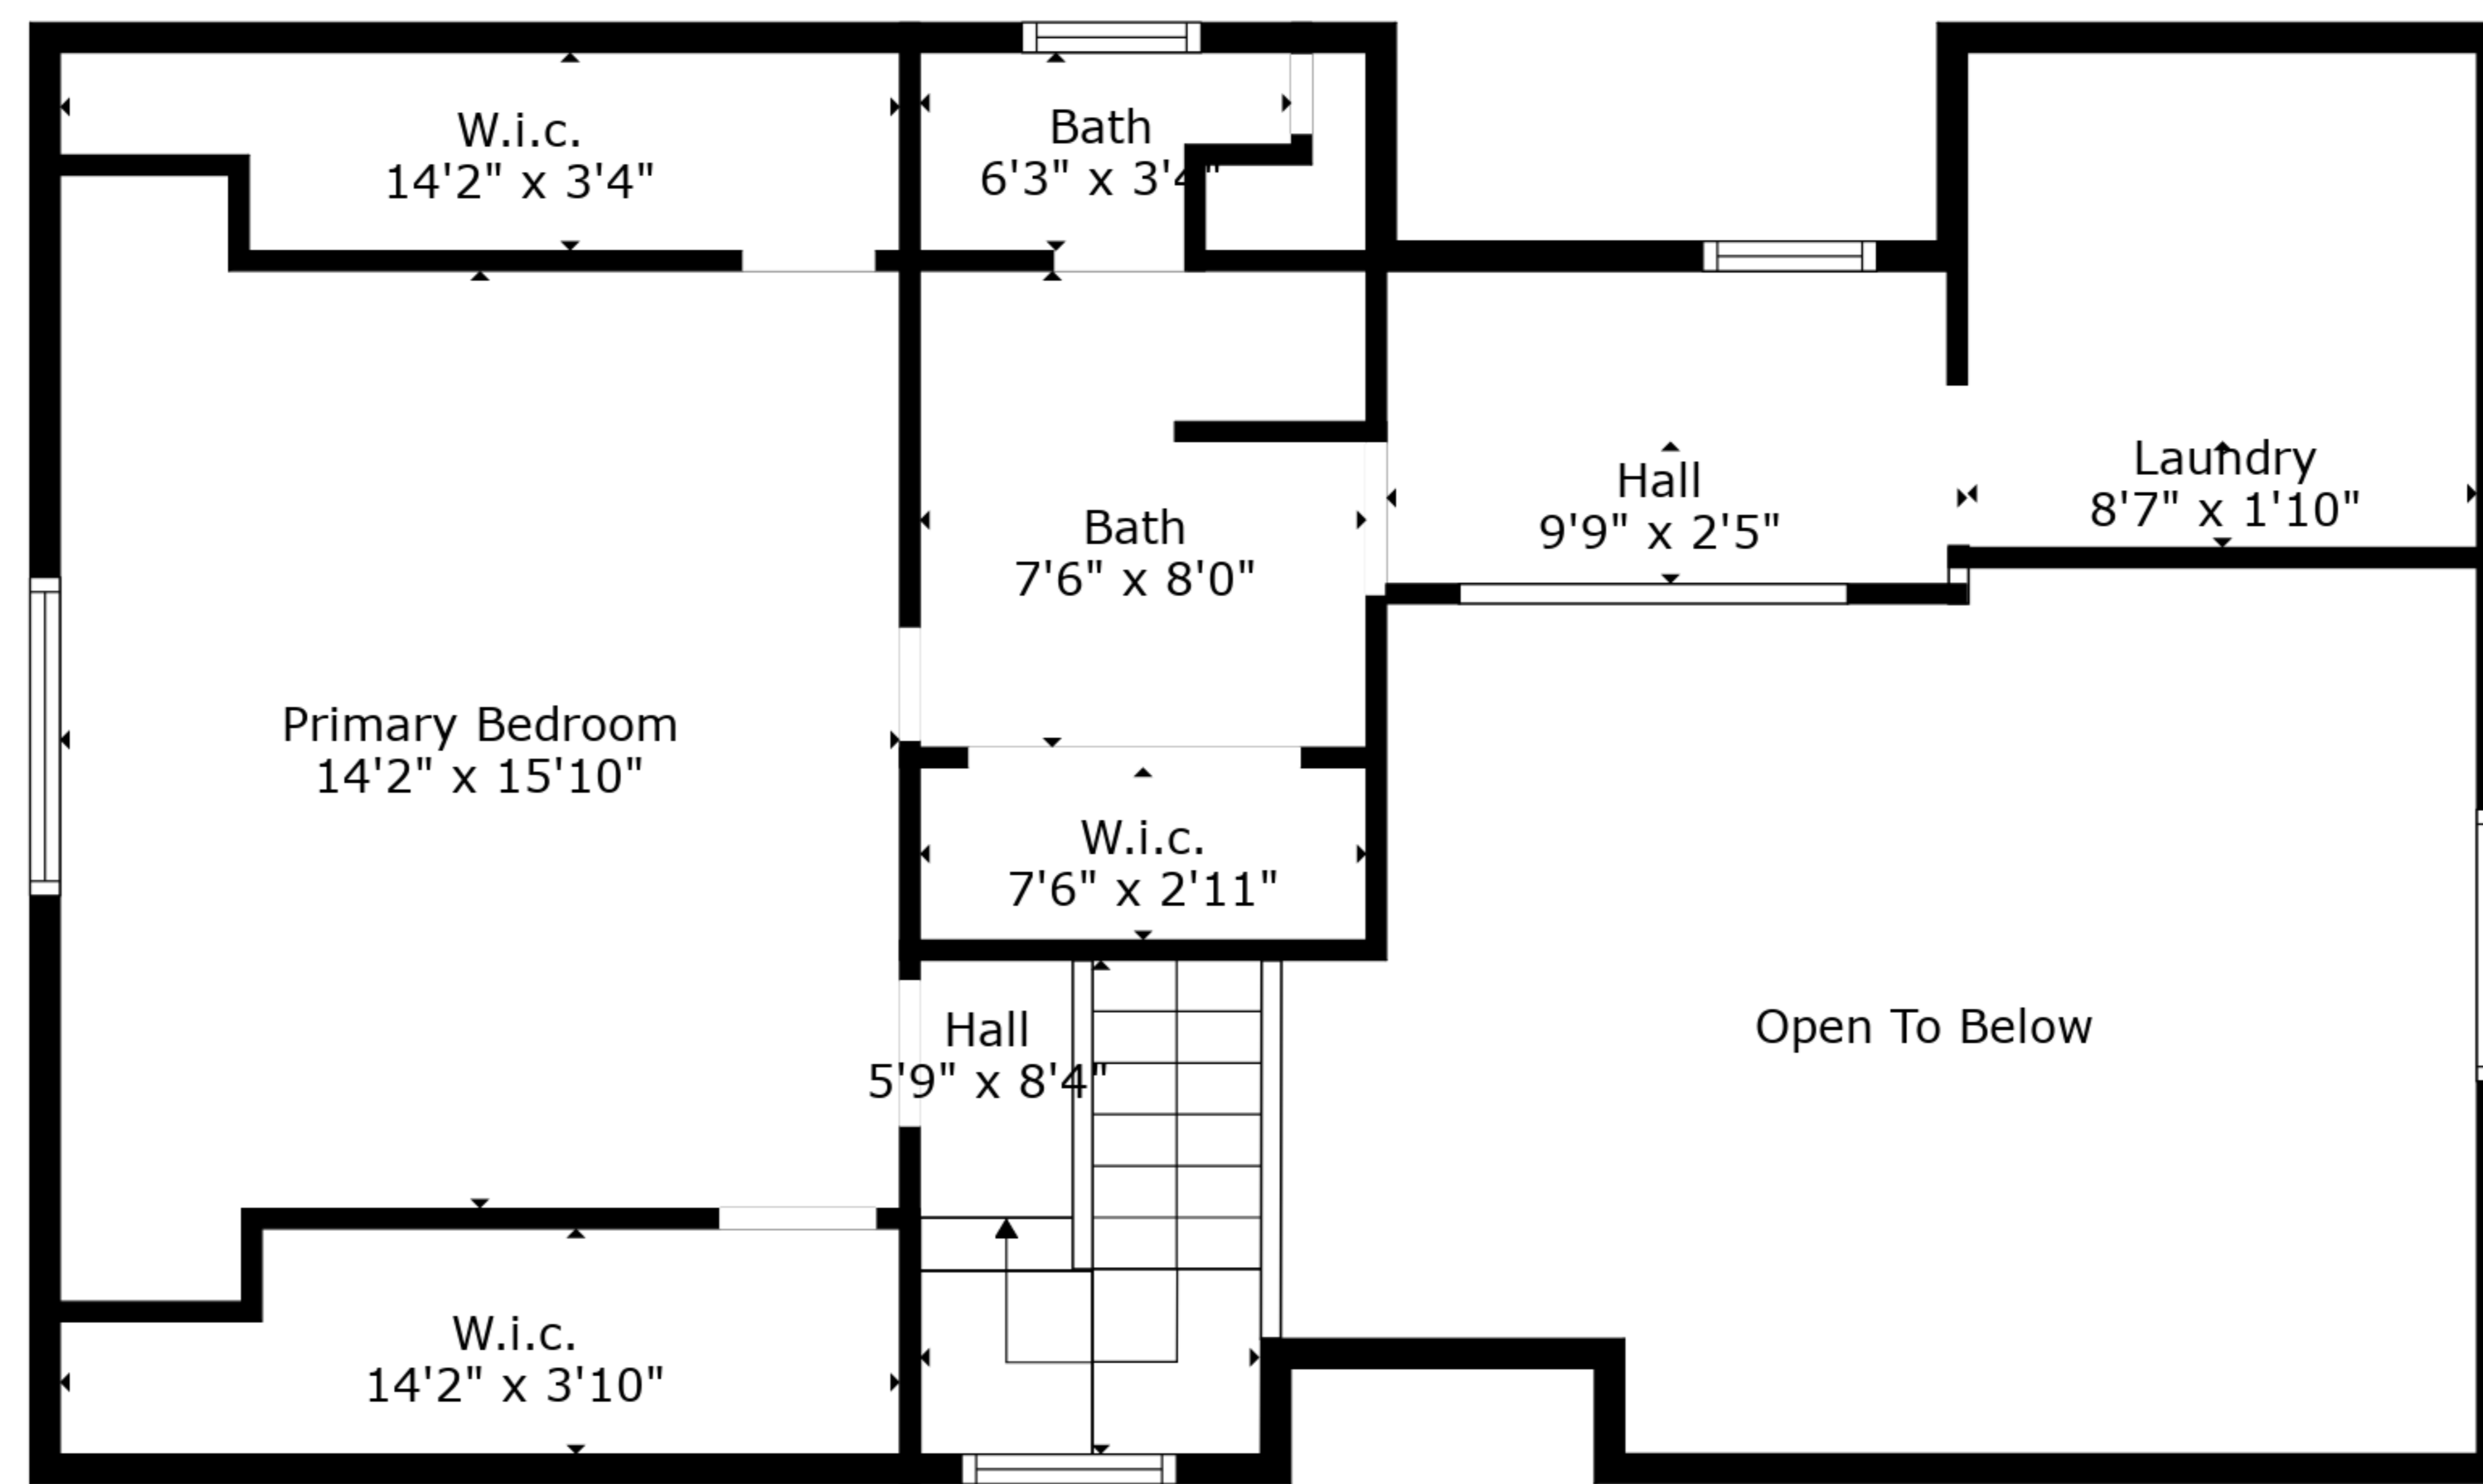 W.i.c.
14'2" x 3'4"
Bath
6'3" x 3'4"
Hall
9'9" x 2'5"
Laundry
8'7" x 1'10"
Bath
7'6" x 8'0"
Primary Bedroom
14'2" x 15'10"
W.i.c.
7'6" x 2'11"
Hall
5'9" x 8'4"
Open To Below
W.i.c.
14'2" x 3'10"